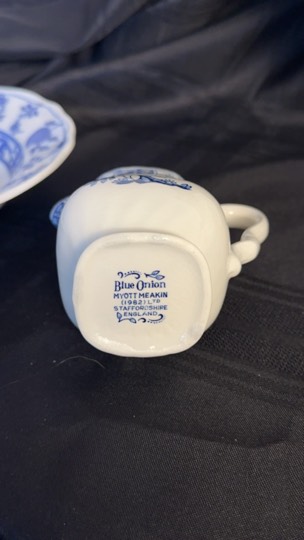 Blue Onion
MYOTT MEAKIN
(1982) LTD
STAFFORDSHIRE
ENGLAND